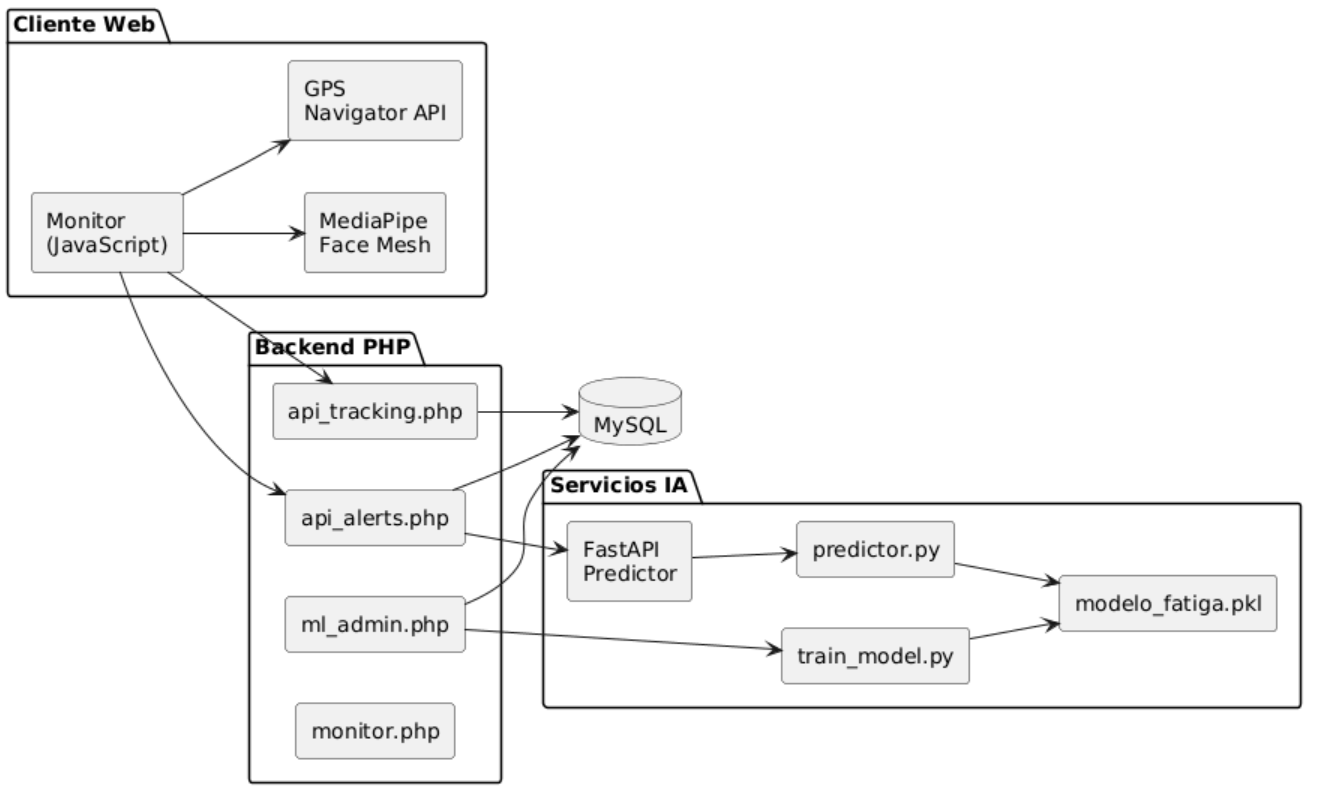 Cliente Web
GPS
Navigator API
Monitor
(JavaScript)
MediaPipe
Face Mesh
Backend PHP
api_tracking.php
MySQL
api_alerts.php
ml_admin.php
monitor.php
Servicios IA
FastAPI
Predictor
predictor.py
train_model.py
modelo_fatiga.pkl